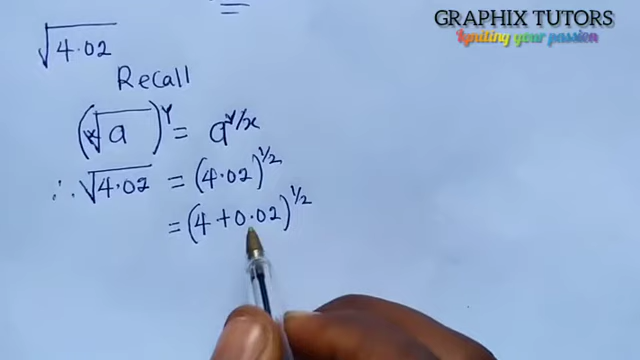 GRAPHIX TUTORS
Igniting your passion
√4.02
Recall
(ˣ√a)ʸ = a^y/x
∴ √4.02 = (4.02)^1/2
= (4+0.02)^1/2